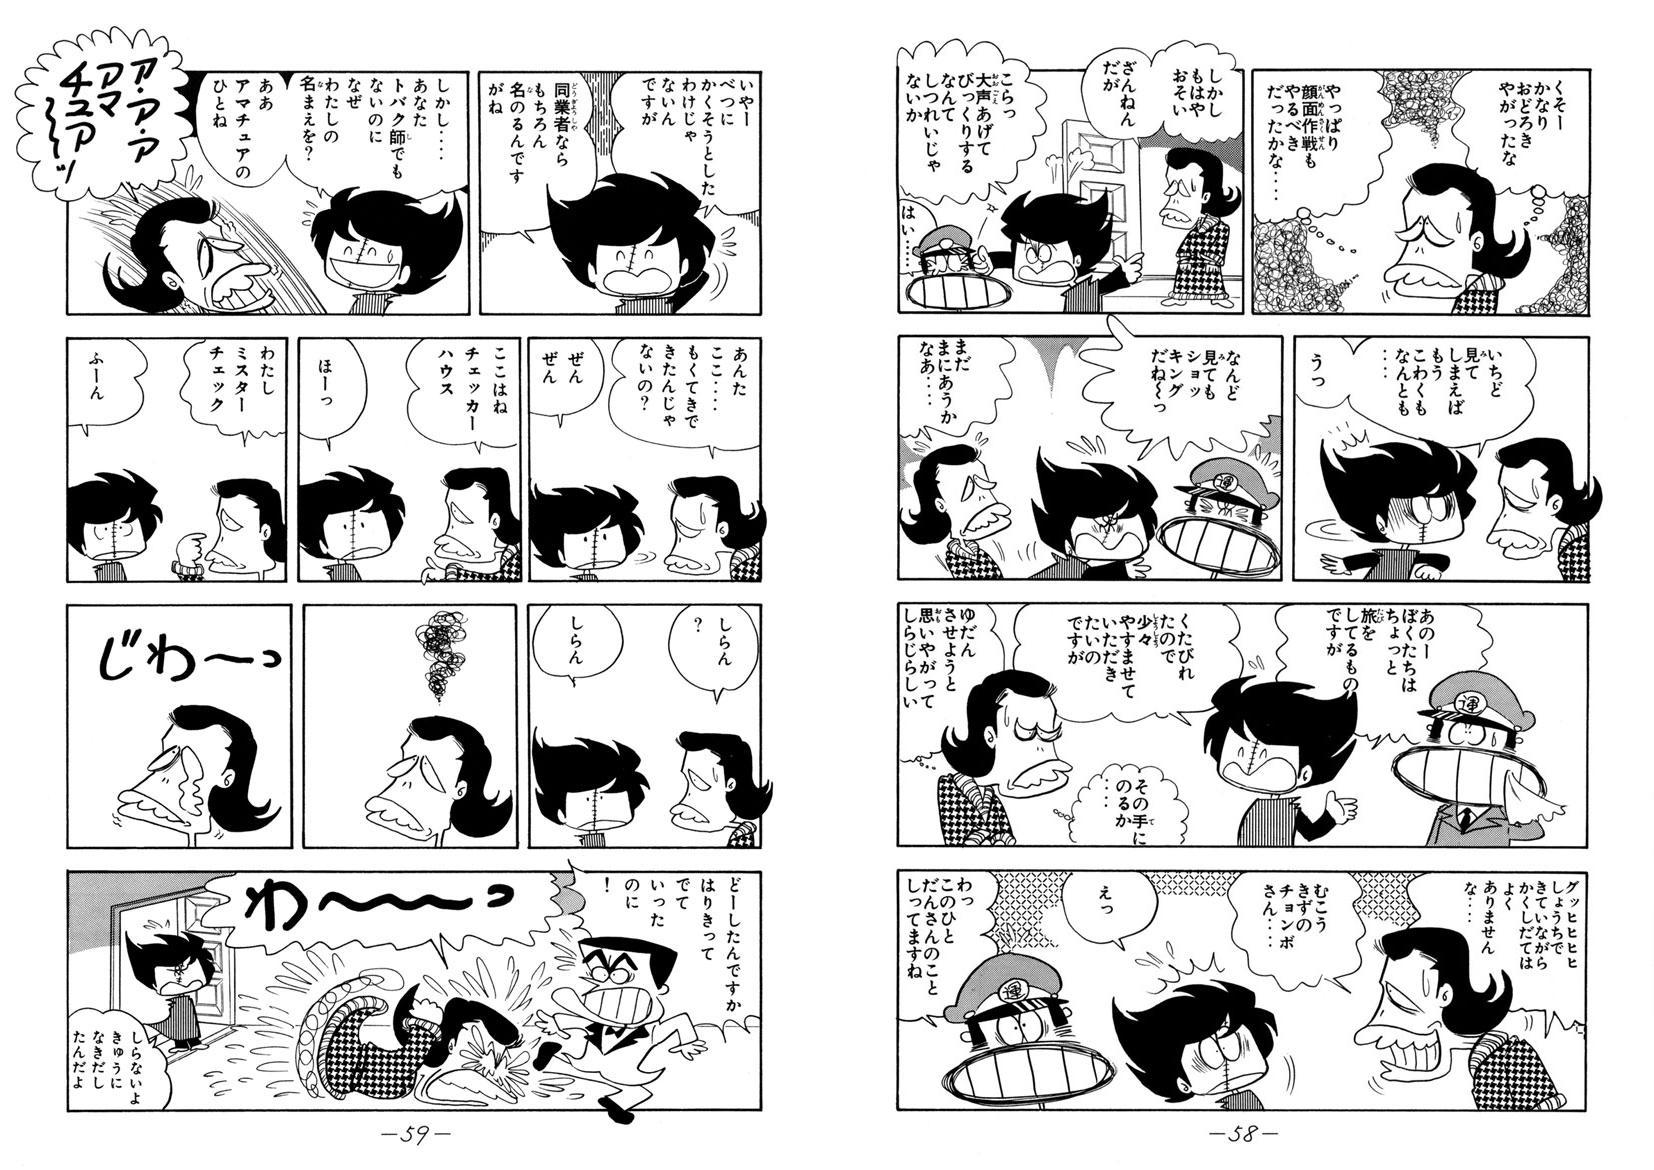 くそー
かなり
おどろき
やがったな
やっぱり
顔面作戦も
やるべき
だったかな‥‥
しかし
もはや
おそい
ざんねん
だが
こらっ
大声あげて
びっくりする
なんて
しつれいじゃ
ないか
はい‥‥
いちど
見て
しまえば
もう
こわくも
なんとも
‥‥
うっ
なんど
見ても
ショッ
キング
だね〜っ
まだ
まにあうか
なあ‥‥
あのー
ぼくたちは
ちょっと
旅を
してるもの
ですが
くたびれ
たので
少々
やすませて
いただき
たいの
ですが
その手に
のるか
‥‥
ゆだん
させようと
思いやがって
しらじらしい
グッヒヒヒヒ
しょうちで
きていながら
かくしだては
よく
ありません
な‥‥
むこう
きずの
チョンボ
さん‥‥
えっ
わっ
このひと
だんさんのこと
しってますね
―58―
いやー
べつに
かくそうとした
わけじゃ
ないん
ですが
同業者なら
もちろん
名のるんです
がね
しかし‥‥
あなた
トバク師でも
ないのに
なぜ
わたしの
名まえを?
ああ
アマチュアの
ひとね
ア・ア・ア
アマ
チュア
〜〜〜ッ
あんた
ここ‥‥
もくてきで
きたんじゃ
ないの?
ぜん
ぜん
ここはね
チェッカー
ハウス
ほーっ
わたし
ミスター
チェック
ふーん
しらん
?
しらん
じわ〜っ
どーしたんですか
はりきって
でて
いった
のに
!
わ〜〜〜っ
しらないよ
きゅうに
なきだし
たんだよ
―59―